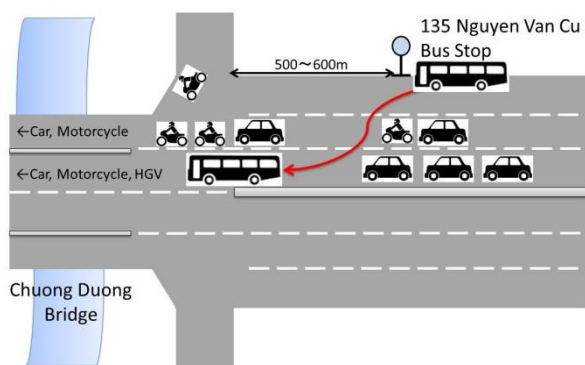 135 Nguyen Van Cu
Bus Stop
500～600m
←Car, Motorcycle
←Car, Motorcycle, HGV
Chuong Duong
Bridge